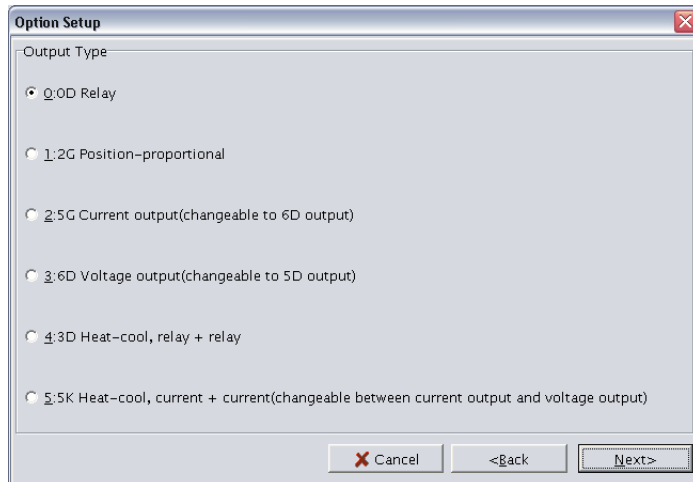 Option Setup
Output Type
0:0D Relay
1:2G Position-proportional
2:5G Current output(changeable to 6D output)
3:6D Voltage output(changeable to 5D output)
4:3D Heat-cool, relay + relay
5:5K Heat-cool, current + current(changeable between current output and voltage output)
Cancel
<Back
Next>